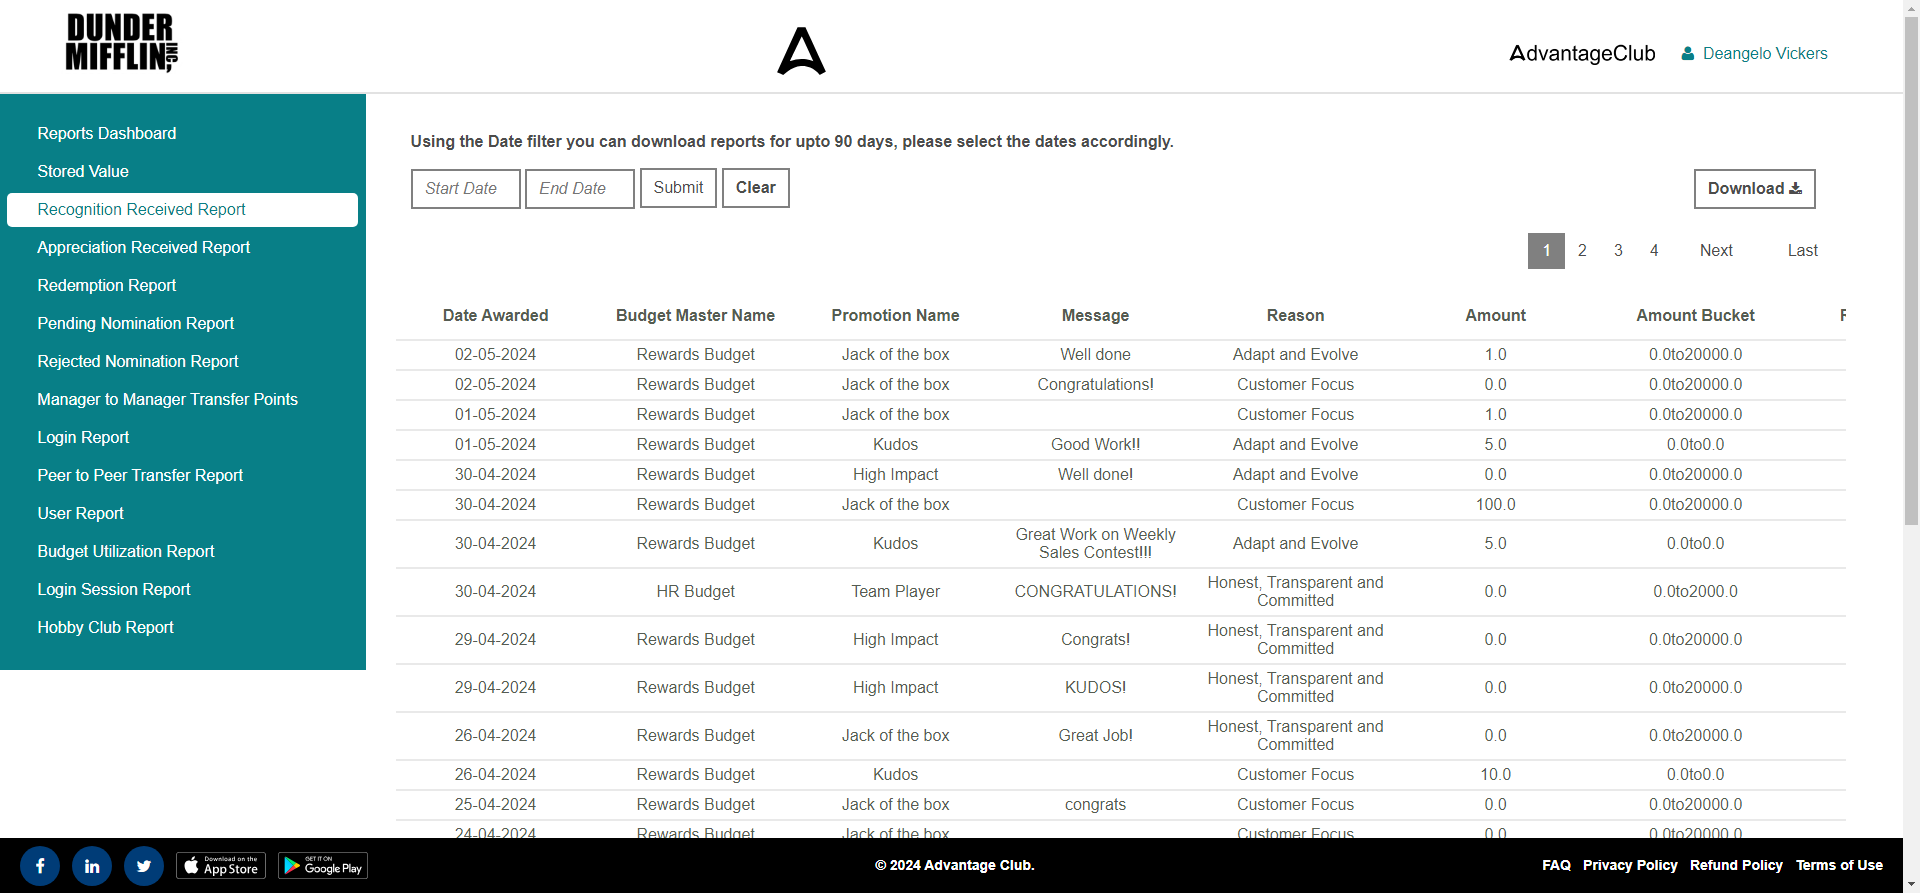 DUNDER
MIFFLIN, INC
AdvantageClub
Deangelo Vickers
Reports Dashboard
Stored Value
Recognition Received Report
Appreciation Received Report
Redemption Report
Pending Nomination Report
Rejected Nomination Report
Manager to Manager Transfer Points
Login Report
Peer to Peer Transfer Report
User Report
Budget Utilization Report
Login Session Report
Hobby Club Report
Using the Date filter you can download reports for upto 90 days, please select the dates accordingly.
Start Date End Date Submit Clear Download
1 2 3 4 Next Last
Date Awarded Budget Master Name Promotion Name Message Reason Amount Amount Bucket
02-05-2024 Rewards Budget Jack of the box Well done Adapt and Evolve 1.0 0.0to20000.0
02-05-2024 Rewards Budget Jack of the box Congratulations! Customer Focus 0.0 0.0to20000.0
01-05-2024 Rewards Budget Jack of the box Customer Focus 1.0 0.0to20000.0
01-05-2024 Rewards Budget Kudos Good Work!! Adapt and Evolve 5.0 0.0to0.0
30-04-2024 Rewards Budget High Impact Well done! Adapt and Evolve 0.0 0.0to20000.0
30-04-2024 Rewards Budget Jack of the box Customer Focus 100.0 0.0to20000.0
30-04-2024 Rewards Budget Kudos Great Work on Weekly Sales Contest!!! Adapt and Evolve 5.0 0.0to0.0
30-04-2024 HR Budget Team Player CONGRATULATIONS! Honest, Transparent and Committed 0.0 0.0to2000.0
29-04-2024 Rewards Budget High Impact Congrats! Honest, Transparent and Committed 0.0 0.0to20000.0
29-04-2024 Rewards Budget High Impact KUDOS! Honest, Transparent and Committed 0.0 0.0to20000.0
26-04-2024 Rewards Budget Jack of the box Great Job! Honest, Transparent and Committed 0.0 0.0to20000.0
26-04-2024 Rewards Budget Kudos Customer Focus 10.0 0.0to0.0
25-04-2024 Rewards Budget Jack of the box congrats Customer Focus 0.0 0.0to20000.0
24-04-2024 Rewards Budget Jack of the box Customer Focus 0.0 0.0to20000.0
Download on the App Store
GET IT ON Google Play
© 2024 Advantage Club.
FAQ Privacy Policy Refund Policy Terms of Use